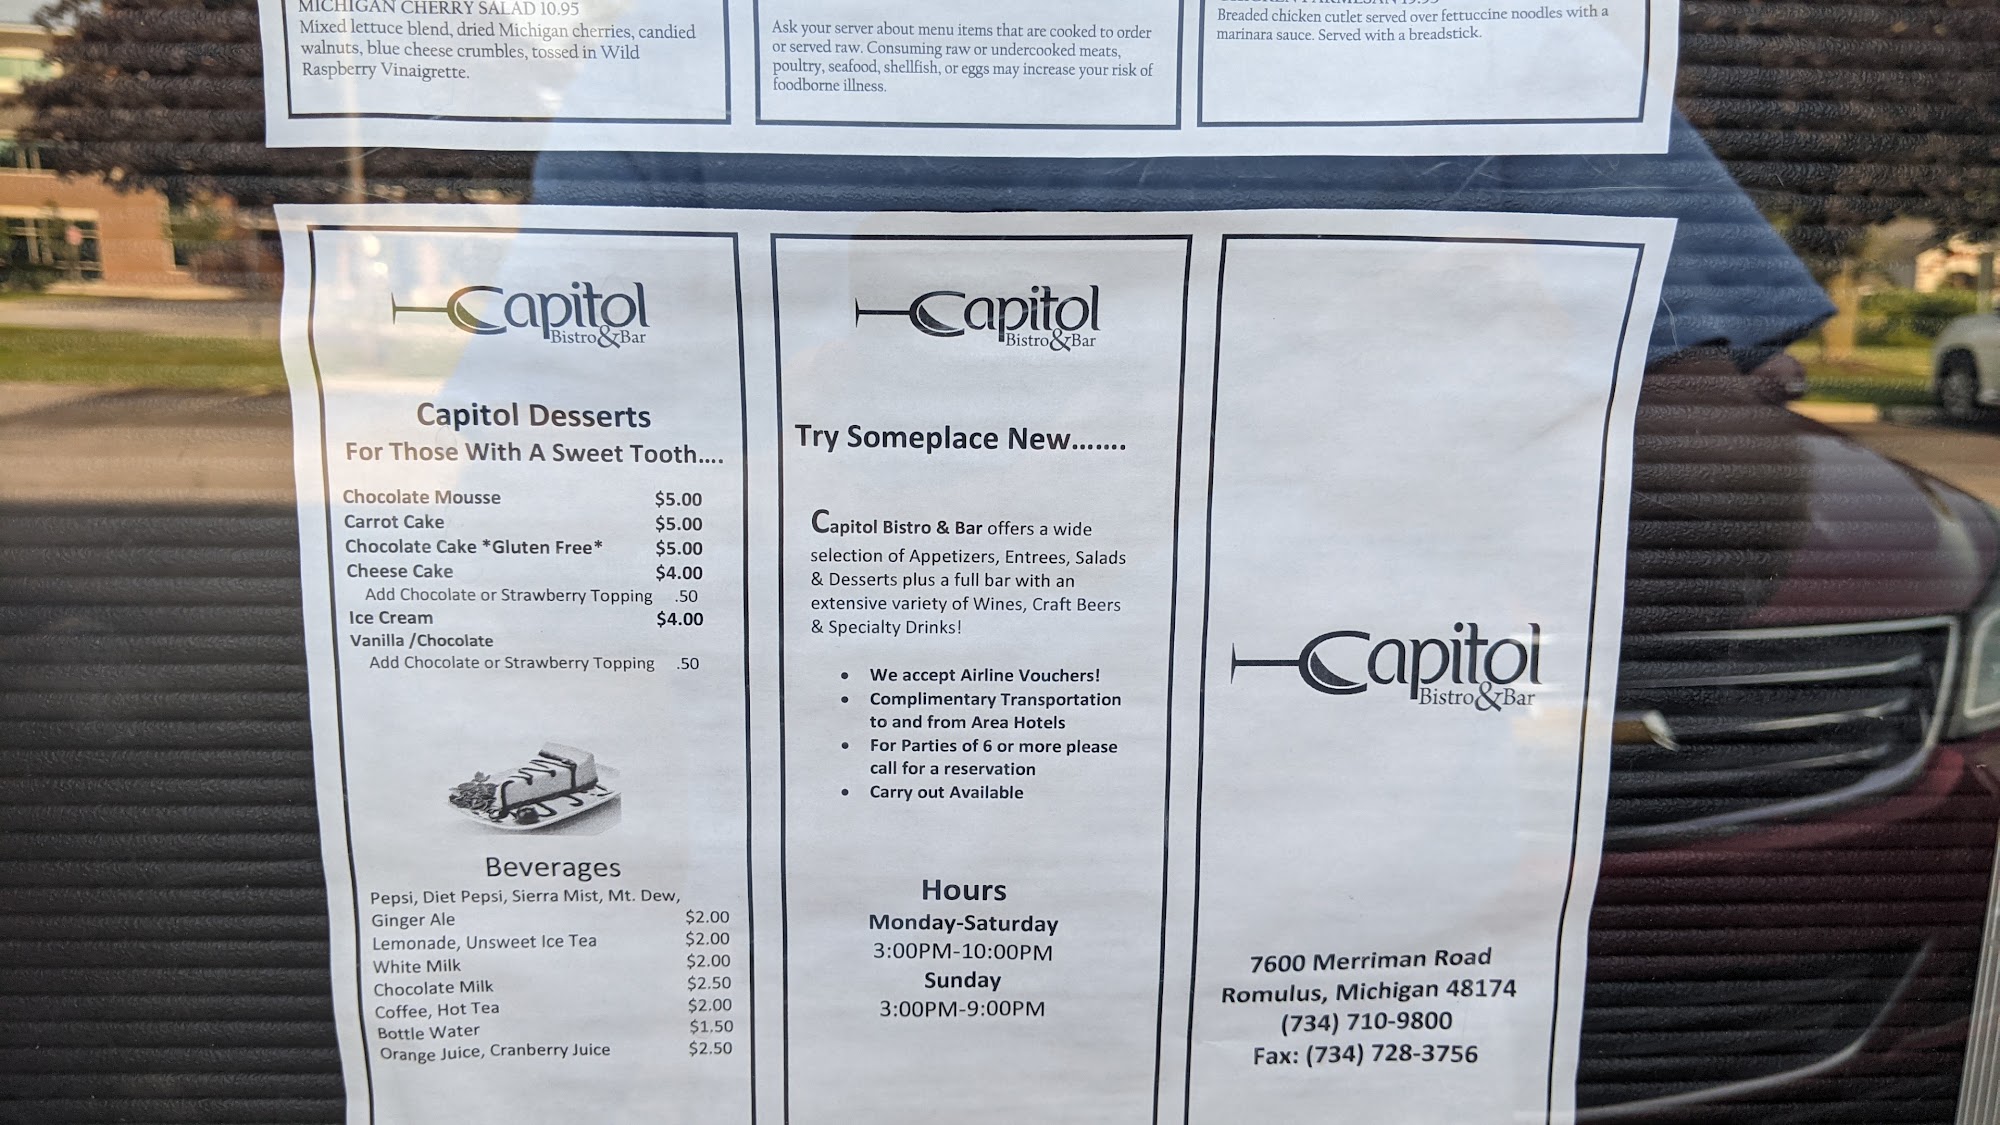 MICHIGAN CHERRY SALAD 10.95
Mixed lettuce blend, dried Michigan cherries, candied
walnuts, blue cheese crumbles, tossed in Wild
Raspberry Vinaigrette.
Ask your server about menu items that are cooked to order
or served raw. Consuming raw or undercooked meats,
poultry, seafood, shellfish, or eggs may increase your risk of
foodborne illness.
Breaded chicken cutlet served over fettuccine noodles with a
marinara sauce. Served with a breadstick.
Capitol
Bistro&Bar
Capitol Desserts
For Those With A Sweet Tooth....
Chocolate Mousse $5.00
Carrot Cake $5.00
Chocolate Cake *Gluten Free* $5.00
Cheese Cake $4.00
Add Chocolate or Strawberry Topping .50
Ice Cream $4.00
Vanilla /Chocolate
Add Chocolate or Strawberry Topping .50
Beverages
Pepsi, Diet Pepsi, Sierra Mist, Mt. Dew,
Ginger Ale $2.00
Lemonade, Unsweet Ice Tea $2.00
White Milk $2.00
Chocolate Milk $2.50
Coffee, Hot Tea $2.00
Bottle Water $1.50
Orange Juice, Cranberry Juice $2.50
Capitol
Bistro&Bar
Try Someplace New.......
Capitol Bistro & Bar offers a wide
selection of Appetizers, Entrees, Salads
& Desserts plus a full bar with an
extensive variety of Wines, Craft Beers
& Specialty Drinks!
• We accept Airline Vouchers!
• Complimentary Transportation
to and from Area Hotels
• For Parties of 6 or more please
call for a reservation
• Carry out Available
Hours
Monday-Saturday
3:00PM-10:00PM
Sunday
3:00PM-9:00PM
Capitol
Bistro&Bar
7600 Merriman Road
Romulus, Michigan 48174
(734) 710-9800
Fax: (734) 728-3756